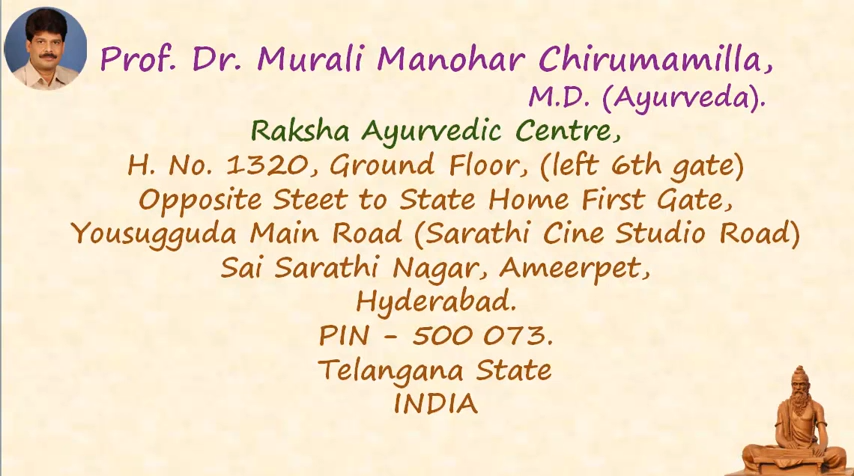 Prof. Dr. Murali Manohar Chirumamilla,
M.D. (Ayurveda).
Raksha Ayurvedic Centre,
H. No. 1320, Ground Floor, (left 6th gate)
Opposite Steet to State Home First Gate,
Yousugguda Main Road (Sarathi Cine Studio Road)
Sai Sarathi Nagar, Ameerpet,
Hyderabad.
PIN - 500 073.
Telangana State
INDIA